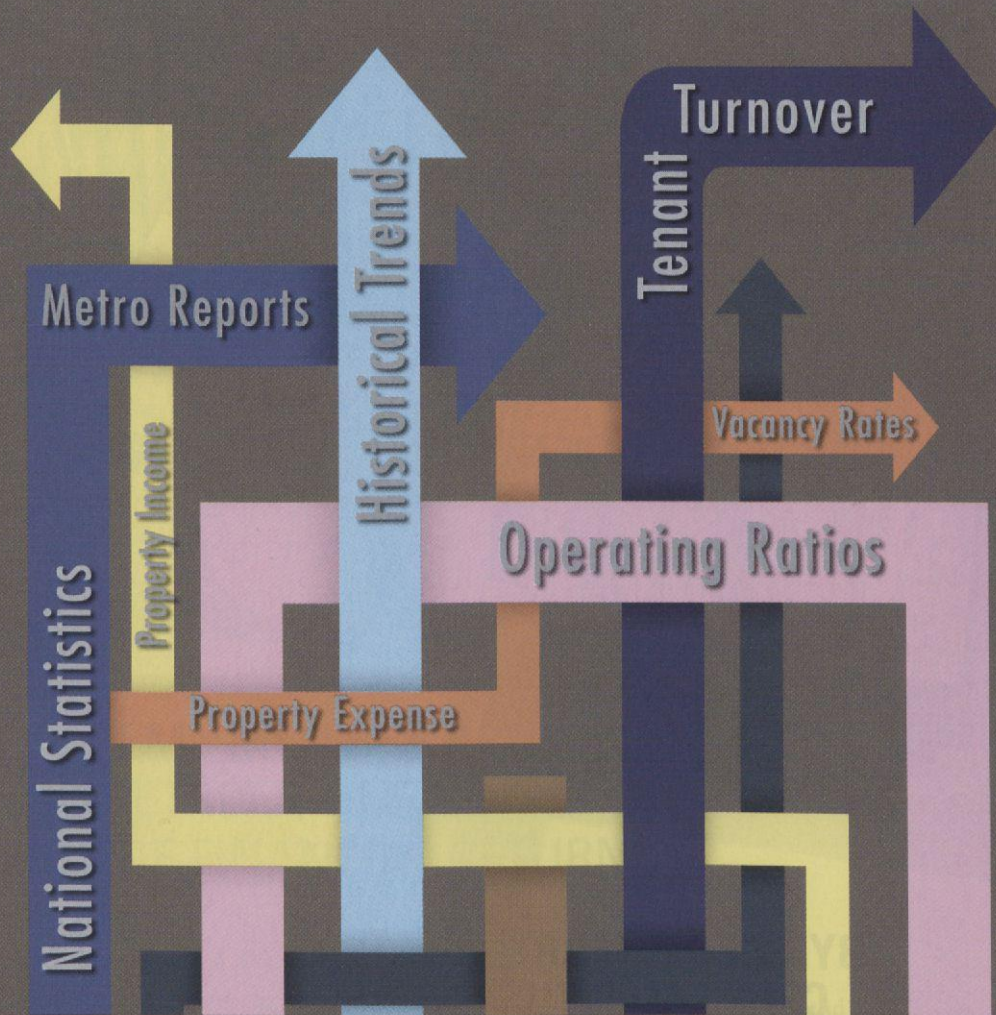 Turnover
Tenant
Historical Trends
Metro Reports
Vacancy Rates
Property Income
Operating Ratios
National Statistics
Property Expense